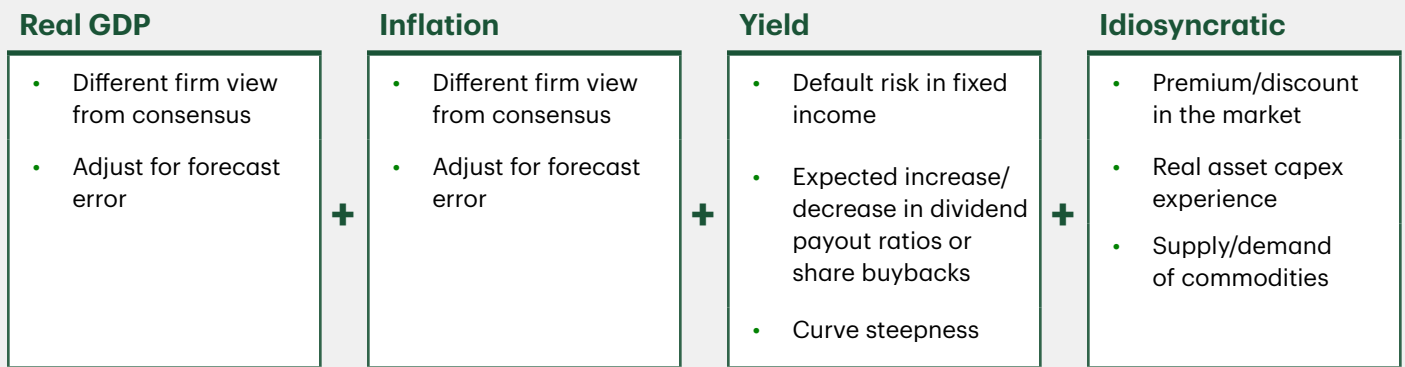 Real GDP
• Different firm view
from consensus
• Adjust for forecast
error
+
Inflation
• Different firm view
from consensus
• Adjust for forecast
error
+
Yield
• Default risk in fixed
income
• Expected increase/
decrease in dividend
payout ratios or
share buybacks
• Curve steepness
+
Idiosyncratic
• Premium/discount
in the market
• Real asset capex
experience
• Supply/demand
of commodities